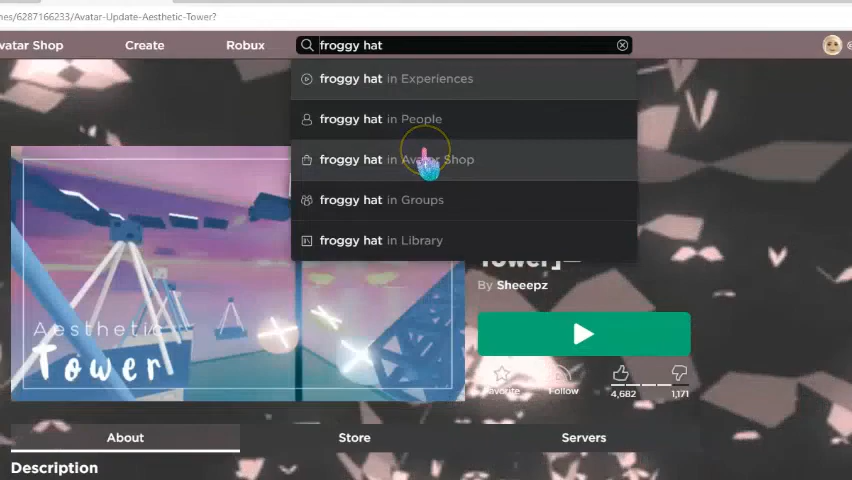 nes/6287166233/Avatar-Update-Aesthetic-Tower?
vatar Shop Create Robux froggy hat
froggy hat in Experiences
froggy hat in People
froggy hat in Avatar Shop
froggy hat in Groups
froggy hat in Library
Tower]
By Sheeepz
Aesthetic
Tower
Favorite Follow 4,682 1,171
About Store Servers
Description